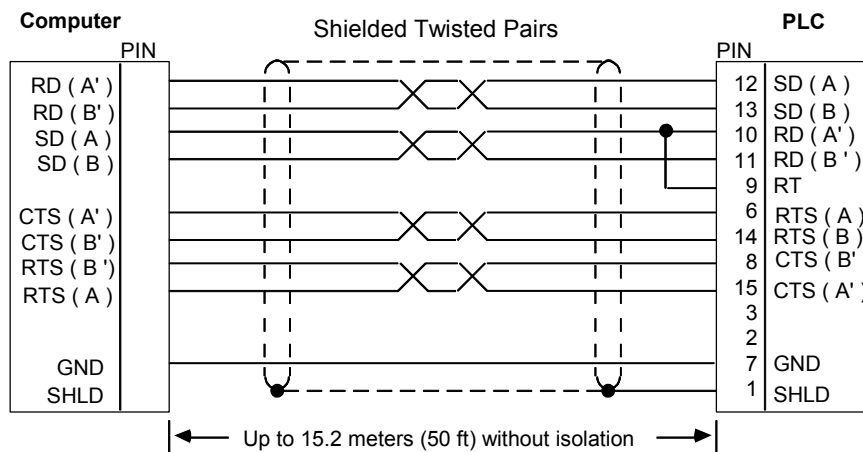 Computer
Shielded Twisted Pairs
PLC
PIN
PIN
RD ( A' )
12 SD ( A )
RD ( B' )
13 SD ( B )
SD ( A )
10 RD ( A' )
SD ( B )
11 RD ( B ' )
9 RT
CTS ( A' )
6 RTS ( A )
CTS ( B' )
14 RTS ( B )
RTS ( B ')
8 CTS ( B'
RTS ( A )
15 CTS ( A' )
3
2
GND
7 GND
SHLD
1 SHLD
Up to 15.2 meters (50 ft) without isolation